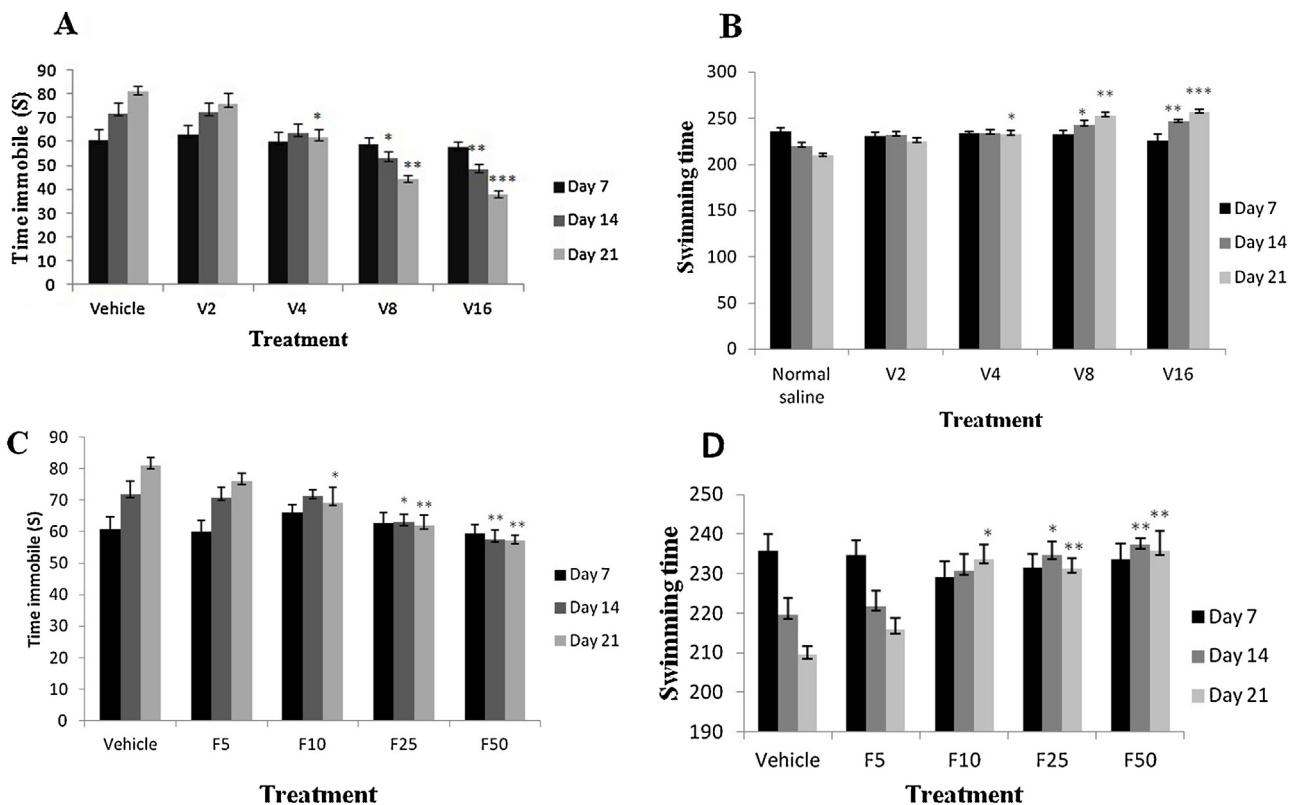 A
Time immobile (S)
90
80
70
60
50
40
30
20
10
0
*
*
**
**
***
Day 7
Day 14
Day 21
Vehicle V2 V4 V8 V16
Treatment
B
Swimming time
300
250
200
150
100
50
0
*
*
**
**
***
Day 7
Day 14
Day 21
Normal saline V2 V4 V8 V16
Treatment
C
Time immobile (S)
90
80
70
60
50
40
30
20
10
0
*
*
**
**
**
Day 7
Day 14
Day 21
Vehicle F5 F10 F25 F50
Treatment
D
Swimming time
250
240
230
220
210
200
190
*
*
**
**
**
Day 7
Day 14
Day 21
Vehicle F5 F10 F25 F50
Treatment